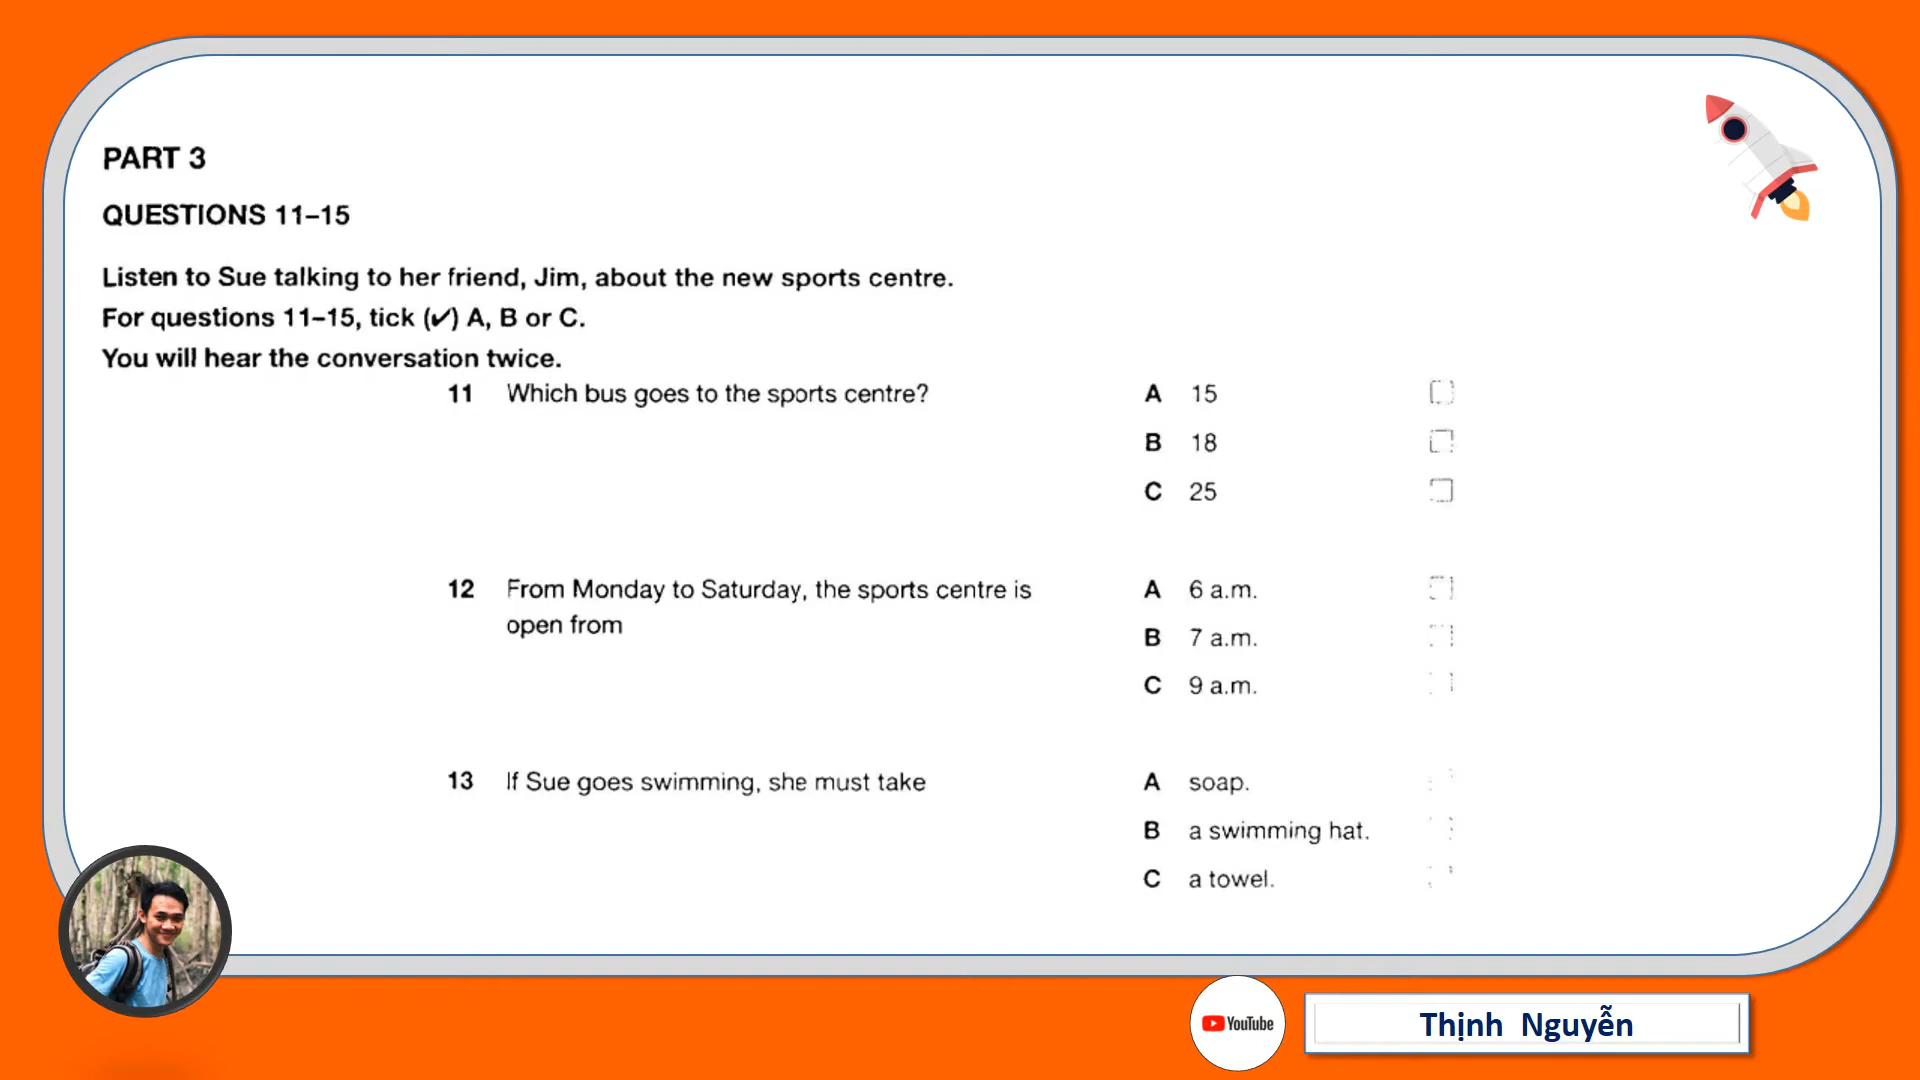 PART 3
QUESTIONS 11–15
Listen to Sue talking to her friend, Jim, about the new sports centre.
For questions 11–15, tick (✔) A, B or C.
You will hear the conversation twice.
11 Which bus goes to the sports centre?
A 15
B 18
C 25
12 From Monday to Saturday, the sports centre is
open from
A 6 a.m.
B 7 a.m.
C 9 a.m.
13 If Sue goes swimming, she must take
A soap.
B a swimming hat.
C a towel.
YouTube
Thịnh Nguyễn